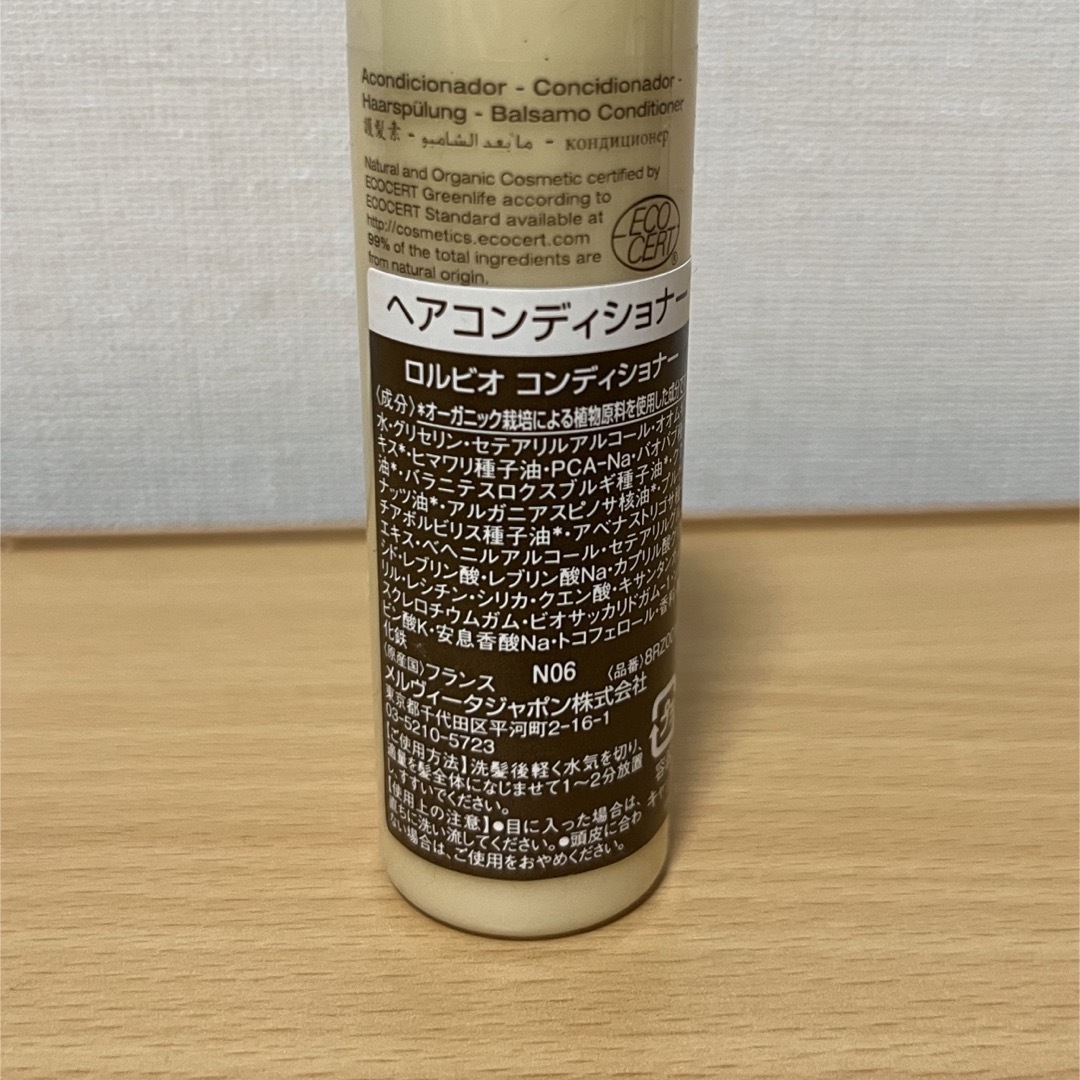 Acondicionador - Concidionador -
Haarspülung - Balsamo Conditioner
護髮素 - ما بعد الشامبو - кондиционер
Natural and Organic Cosmetic certified by
ECOCERT Greenlife according to
ECOCERT Standard available at
http://cosmetics.ecocert.com
99% of the total ingredients are
from natural origin.
ECO
CERT
®
ヘアコンディショナー
ロルビオ コンディショナー
〈成分〉*オーガニック栽培による植物原料を使用した成分で
水・グリセリン・セテアリルアルコール・オオム
キス*・ヒマワリ種子油・PCA-Na・バオバブ種
油*・バラニテスロクスブルギ種子油*・ク
ナッツ油*・アルガニアスピノサ核油*・プル
チアポルビリス種子油*・アベナストリゴサ種
エキス・ベヘニルアルコール・セテアリルグ
シド・レブリン酸・レブリン酸Na・カプリル酸
リル・レシチン・シリカ・クエン酸・キサンタン
スクレロチウムガム・ビオサッカリドガム-1・
ビン酸K・安息香酸Na・トコフェロール・香料
化鉄
〈原産国〉フランス N06 〈品番〉8RZ00
メルヴィータジャポン株式会社
東京都千代田区平河町2-16-1
03-5210-5723
【ご使用方法】洗髪後軽く水気を切り、
適量を髪全体になじませて1〜2分放置
しすすいでください。
【使用上の注意】●目に入った場合は、
直ちに洗い流してください。●頭皮に合わ
ない場合は、ご使用をおやめください。
容
キャ